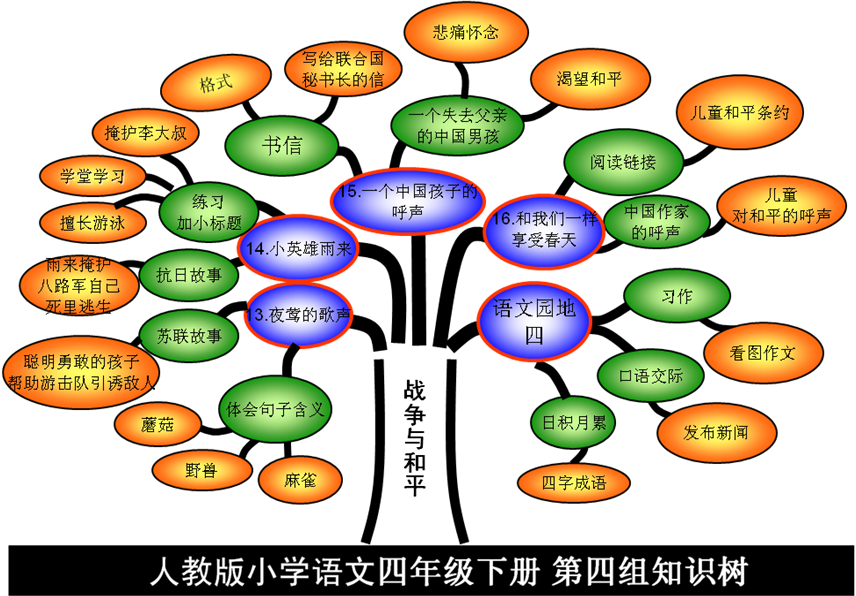 悲痛怀念
写给联合国
秘书长的信
格式
渴望和平
儿童和平条约
一个失去父亲
的中国男孩
掩护李大叔
书信
阅读链接
学堂学习
练习
加小标题
15.一个中国孩子的
呼声
儿童
对和平的呼声
擅长游泳
16.和我们一样
享受春天
中国作家
的呼声
14.小英雄雨来
雨来掩护
八路军自己
死里逃生
抗日故事
习作
13.夜莺的歌声
语文园地
四
苏联故事
看图作文
聪明勇敢的孩子
帮助游击队引诱敌人
口语交际
体会句子含义
战争与和平
日积月累
蘑菇
发布新闻
野兽
麻雀
四字成语
人教版小学语文四年级下册 第四组知识树